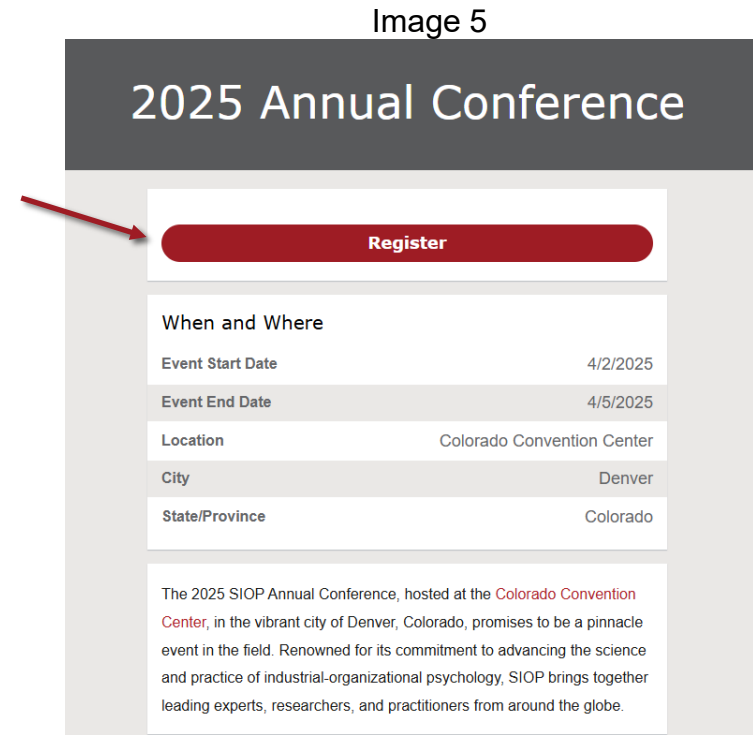 Image 5
2025 Annual Conference
Register
When and Where
Event Start Date 4/2/2025
Event End Date 4/5/2025
Location Colorado Convention Center
City Denver
State/Province Colorado
The 2025 SIOP Annual Conference, hosted at the Colorado Convention
Center, in the vibrant city of Denver, Colorado, promises to be a pinnacle
event in the field. Renowned for its commitment to advancing the science
and practice of industrial-organizational psychology, SIOP brings together
leading experts, researchers, and practitioners from around the globe.